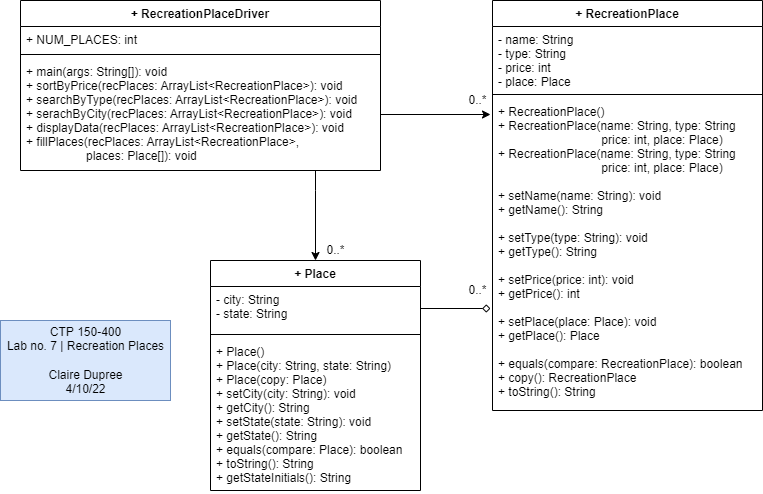 + RecreationPlaceDriver
+ NUM_PLACES: int
+ main(args: String[]): void
+ sortByPrice(recPlaces: ArrayList<RecreationPlace>): void
+ searchByType(recPlaces: ArrayList<RecreationPlace>): void
+ serachByCity(recPlaces: ArrayList<RecreationPlace>): void
+ displayData(recPlaces: ArrayList<RecreationPlace>): void
+ fillPlaces(recPlaces: ArrayList<RecreationPlace>,
places: Place[]): void
0..*
+ RecreationPlace
- name: String
- type: String
- price: int
- place: Place
+ RecreationPlace()
+ RecreationPlace(name: String, type: String
price: int, place: Place)
+ RecreationPlace(name: String, type: String
price: int, place: Place)
+ setName(name: String): void
+ getName(): String
+ setType(type: String): void
+ getType(): String
+ setPrice(price: int): void
+ getPrice(): int
+ setPlace(place: Place): void
+ getPlace(): Place
+ equals(compare: RecreationPlace): boolean
+ copy(): RecreationPlace
+ toString(): String
0..*
+ Place
- city: String
- state: String
+ Place()
+ Place(city: String, state: String)
+ Place(copy: Place)
+ setCity(city: String): void
+ getCity(): String
+ setState(state: String): void
+ getState(): String
+ equals(compare: Place): boolean
+ toString(): String
+ getStateInitials(): String
0..*
CTP 150-400
Lab no. 7 | Recreation Places
Claire Dupree
4/10/22